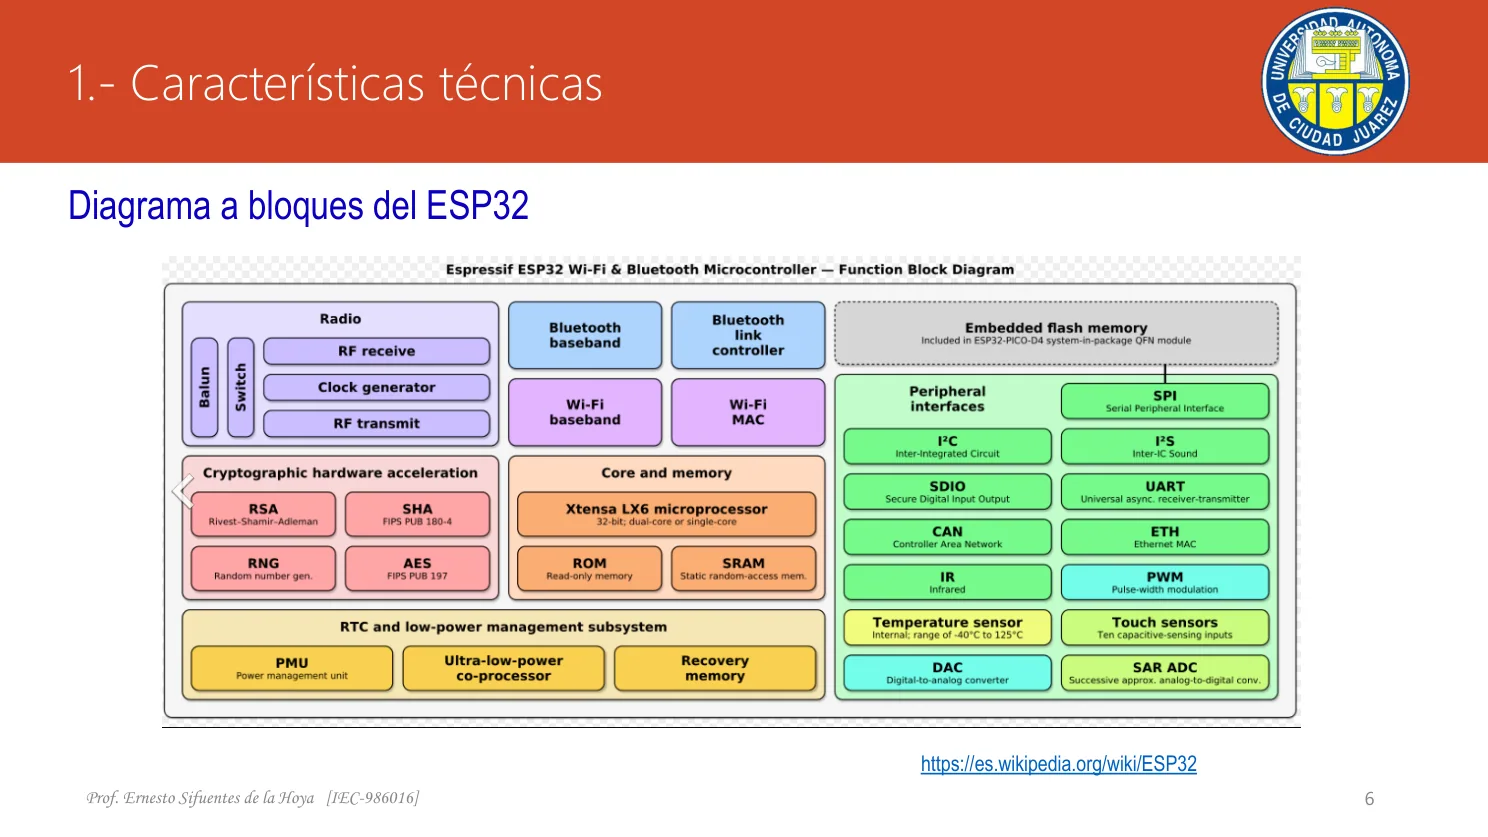 1.- Características técnicas
UNIVERSIDAD AUTONOMA
DE CIUDAD JUAREZ
Diagrama a bloques del ESP32
Espressif ESP32 Wi-Fi & Bluetooth Microcontroller — Function Block Diagram
Radio
Balun
Switch
RF receive
Clock generator
RF transmit
Bluetooth
baseband
Bluetooth
link
controller
Wi-Fi
baseband
Wi-Fi
MAC
Embedded flash memory
Included in ESP32-PICO-D4 system-in-package QFN module
Cryptographic hardware acceleration
RSA
Rivest–Shamir–Adleman
SHA
FIPS PUB 180-4
RNG
Random number gen.
AES
FIPS PUB 197
Core and memory
Xtensa LX6 microprocessor
32-bit; dual-core or single-core
ROM
Read-only memory
SRAM
Static random-access mem.
RTC and low-power management subsystem
PMU
Power management unit
Ultra-low-power
co-processor
Recovery
memory
Peripheral
interfaces
SPI
Serial Peripheral Interface
I²C
Inter-Integrated Circuit
I²S
Inter-IC Sound
SDIO
Secure Digital Input Output
UART
Universal async. receiver-transmitter
CAN
Controller Area Network
ETH
Ethernet MAC
IR
Infrared
PWM
Pulse-width modulation
Temperature sensor
Internal; range of -40°C to 125°C
Touch sensors
Ten capacitive-sensing inputs
DAC
Digital-to-analog converter
SAR ADC
Successive approx. analog-to-digital conv.
https://es.wikipedia.org/wiki/ESP32
Prof. Ernesto Sifuentes de la Hoya [IEC-986016]
6